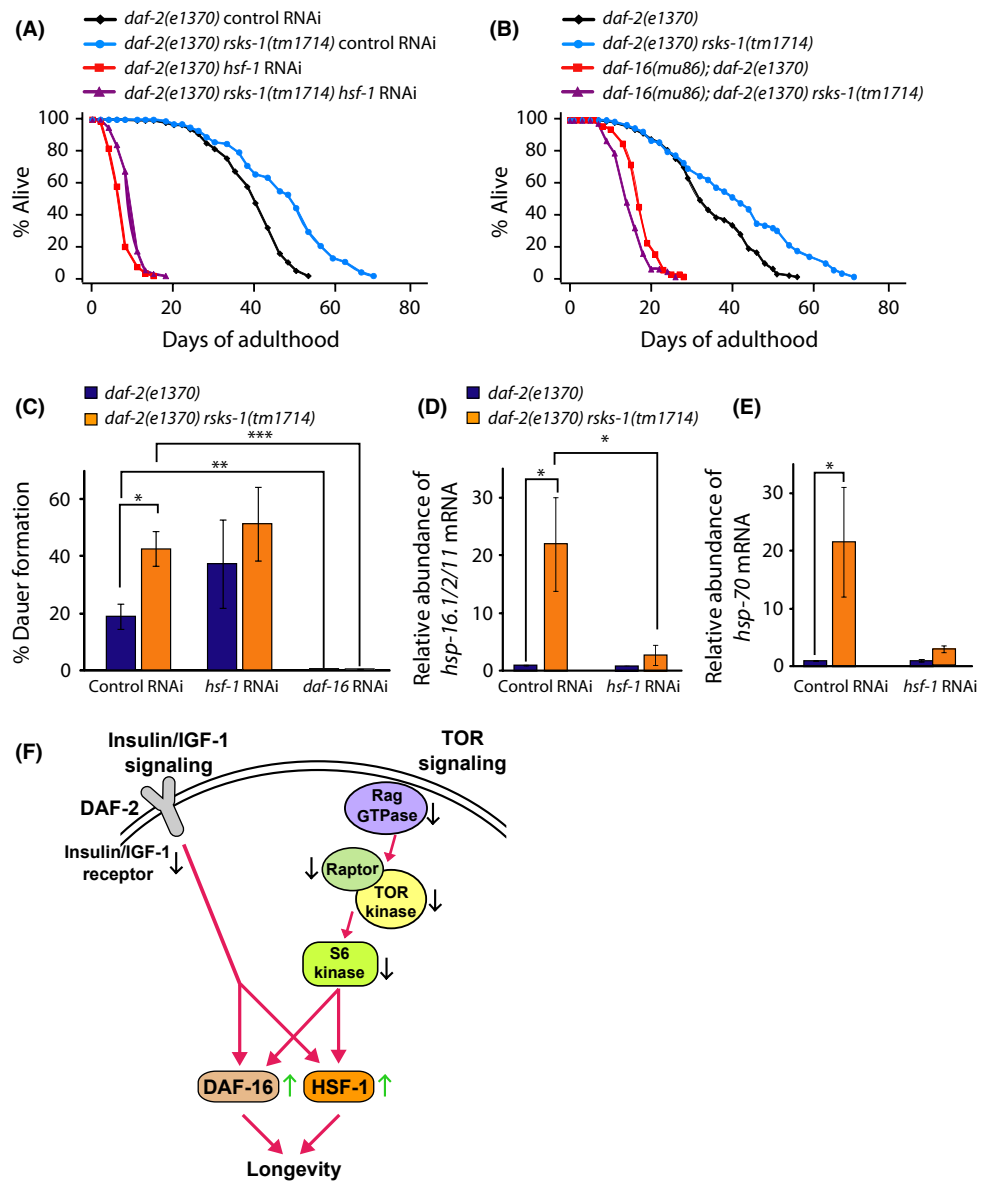 (A)
daf-2(e1370) control RNAi
daf-2(e1370) rsks-1(tm1714) control RNAi
daf-2(e1370) hsf-1 RNAi
daf-2(e1370) rsks-1(tm1714) hsf-1 RNAi
% Alive
100
80
60
40
20
0
0 20 40 60 80
Days of adulthood
(B)
daf-2(e1370)
daf-2(e1370) rsks-1(tm1714)
daf-16(mu86); daf-2(e1370)
daf-16(mu86); daf-2(e1370) rsks-1(tm1714)
% Alive
100
80
60
40
20
0
0 20 40 60 80
Days of adulthood
(C)
daf-2(e1370)
daf-2(e1370) rsks-1(tm1714)
% Dauer formation
60
40
20
0
*
**
***
Control RNAi hsf-1 RNAi daf-16 RNAi
(D)
daf-2(e1370)
daf-2(e1370) rsks-1(tm1714)
Relative abundance of
hsp-16.1/2/11 mRNA
30
20
10
0
*
*
Control RNAi hsf-1 RNAi
(E)
Relative abundance of
hsp-70 mRNA
30
20
10
0
*
Control RNAi hsf-1 RNAi
(F)
Insulin/IGF-1
signaling
DAF-2
Insulin/IGF-1
receptor
TOR
signaling
Rag
GTPase
Raptor
TOR
kinase
S6
kinase
DAF-16
HSF-1
Longevity